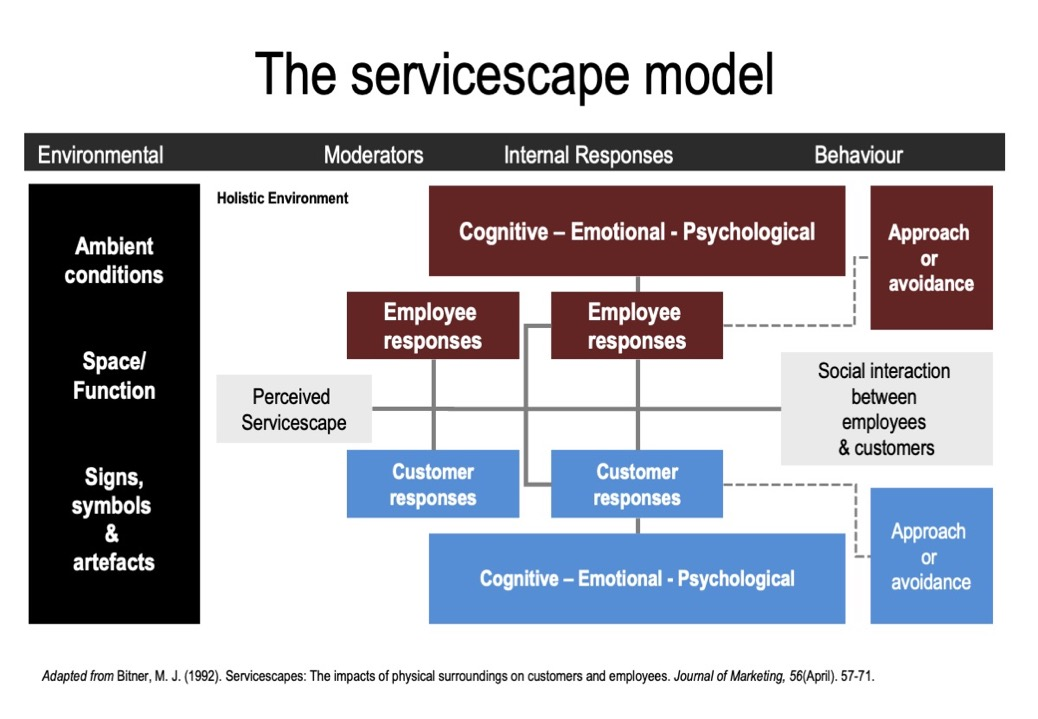 The servicescape model
Environmental
Moderators
Internal Responses
Behaviour
Ambient
conditions
Space/
Function
Signs,
symbols
&
artefacts
Holistic Environment
Cognitive – Emotional - Psychological
Approach
or
avoidance
Employee
responses
Employee
responses
Perceived
Servicescape
Social interaction
between
employees
& customers
Customer
responses
Customer
responses
Cognitive – Emotional - Psychological
Approach
or
avoidance
Adapted from Bitner, M. J. (1992). Servicescapes: The impacts of physical surroundings on customers and employees. Journal of Marketing, 56(April). 57-71.